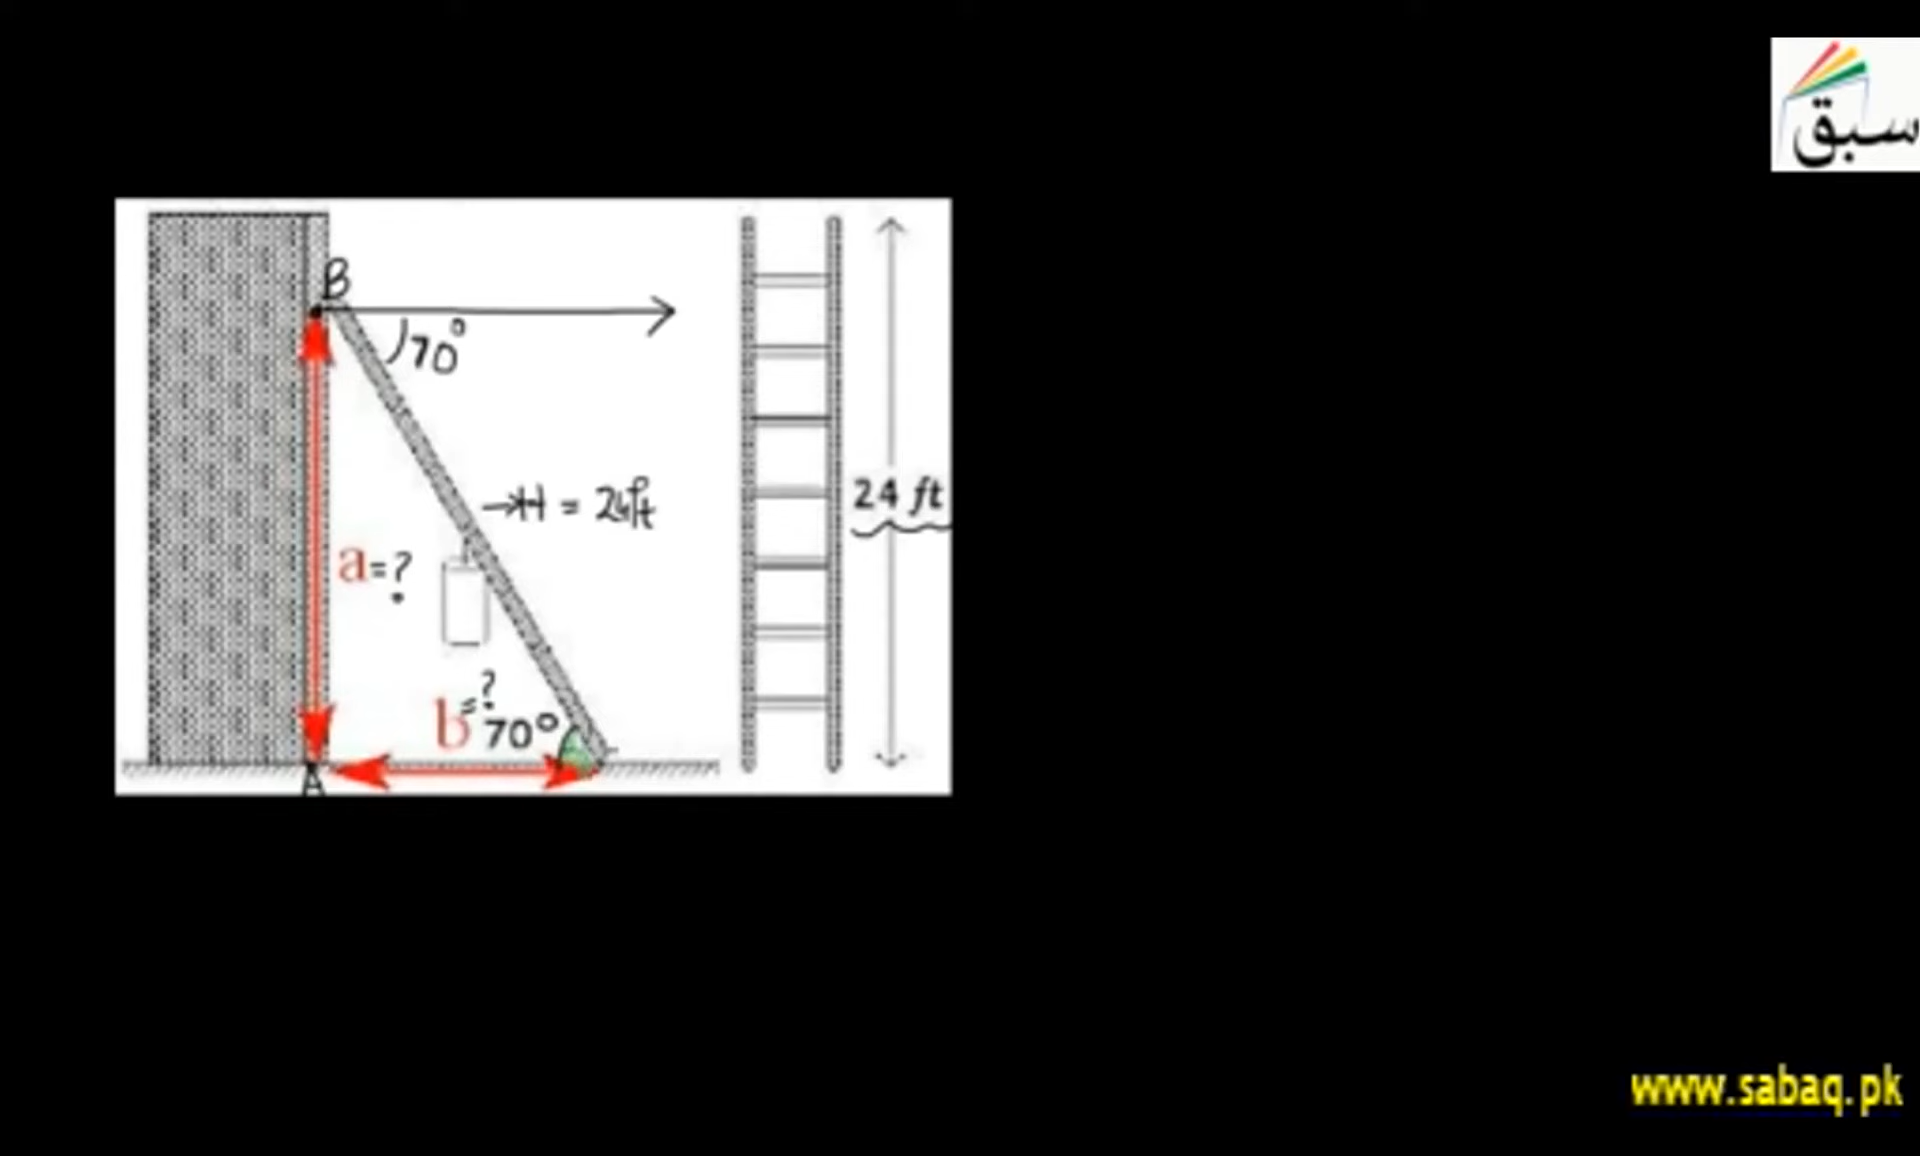 سبق
B
70°
H = 24ft
24 ft
a=?
b=?
70°
A
www.sabaq.pk